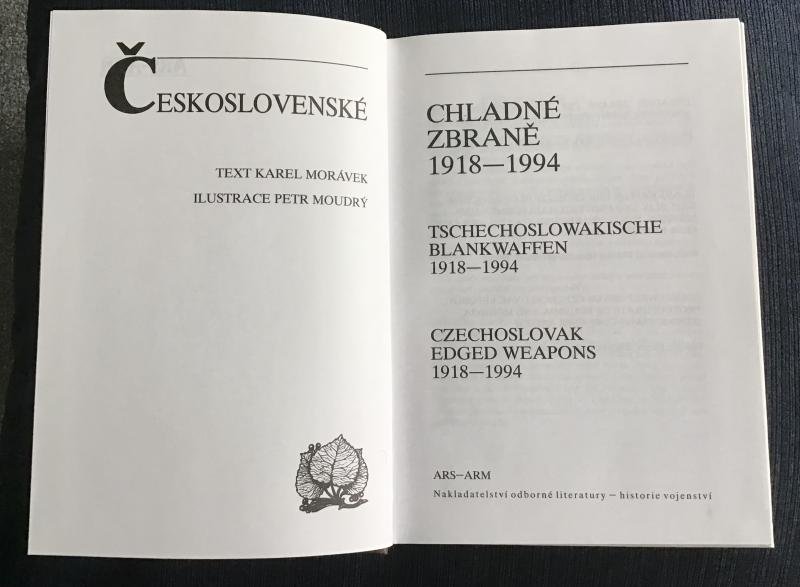 ČESKOSLOVENSKÉ
TEXT KAREL MORÁVEK
ILUSTRACE PETR MOUDRÝ
CHLADNÉ
ZBRANĚ
1918—1994
TSCHECHOSLOWAKISCHE
BLANKWAFFEN
1918—1994
CZECHOSLOVAK
EDGED WEAPONS
1918—1994
ARS—ARM
Nakladatelství odborné literatury – historie vojenství